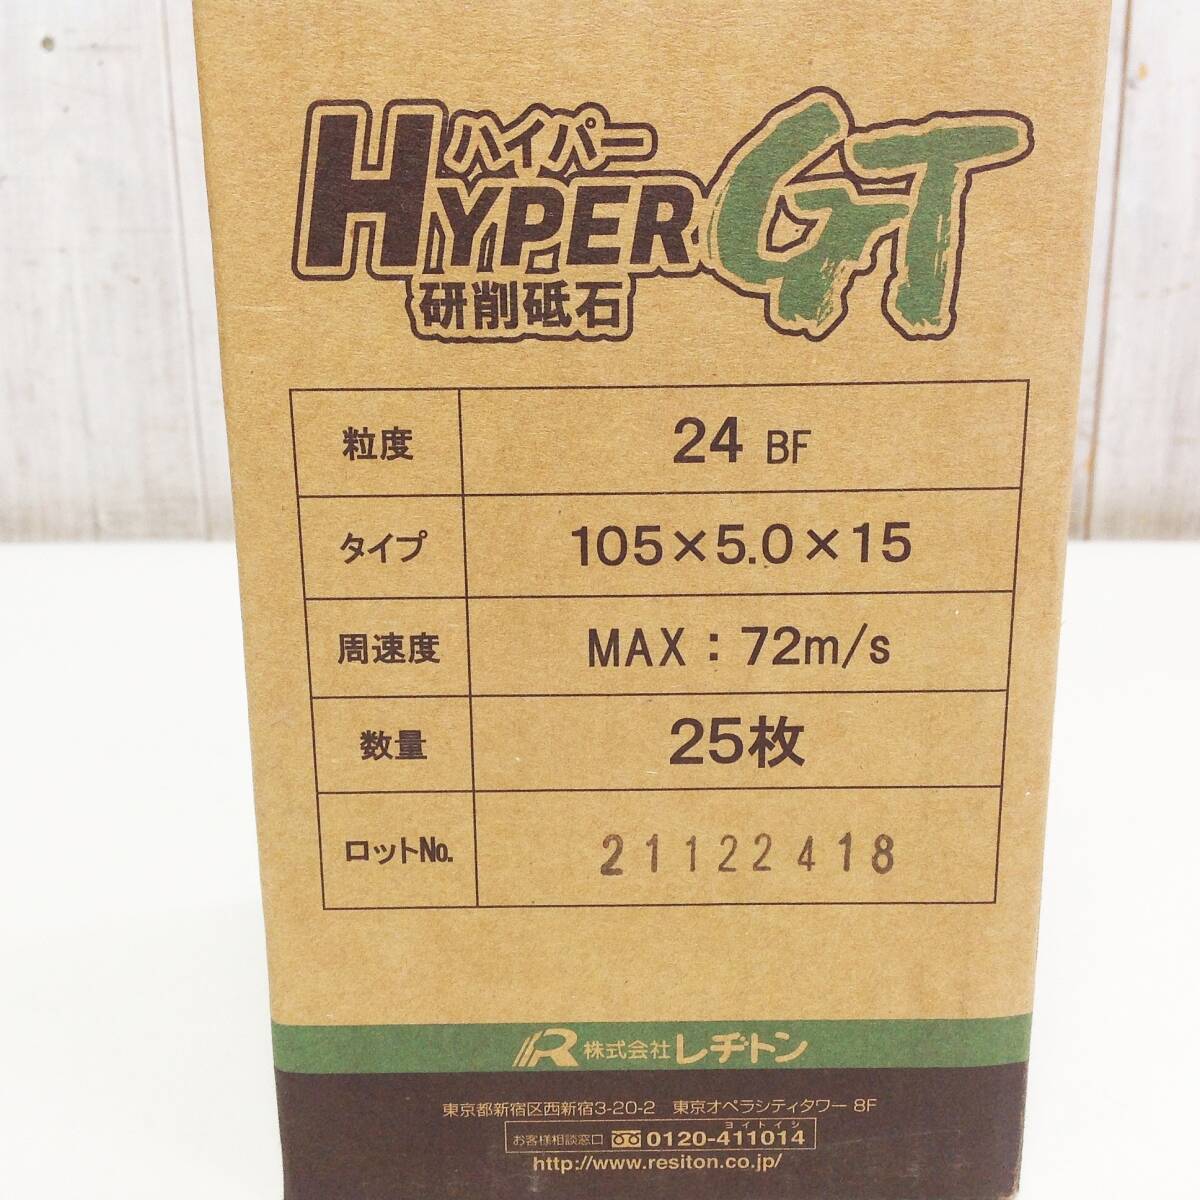 ハイパー
HYPER GT
研削砥石
粒度 24 BF
タイプ 105×5.0×15
周速度 MAX：72m/s
数量 25枚
ロットNo. 21122418
R 株式会社レヂトン
東京都新宿区西新宿3-20-2 東京オペラシティタワー 8F
ヨイトイシ
お客様相談窓口 0120-411014
http://www.resiton.co.jp/